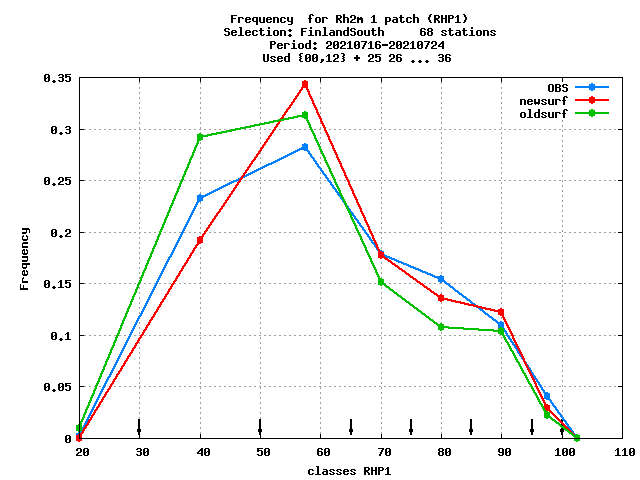 Frequency  for Rh2m 1 patch (RHP1)
Selection: FinlandSouth     68 stations
Period: 20210716-20210724
Used {00,12} + 25 26 ... 36
0.35
0.3
0.25
0.2
0.15
0.1
0.05
0
Frequency
OBS
newsurf
oldsurf
20 30 40 50 60 70 80 90 100 110
classes RHP1